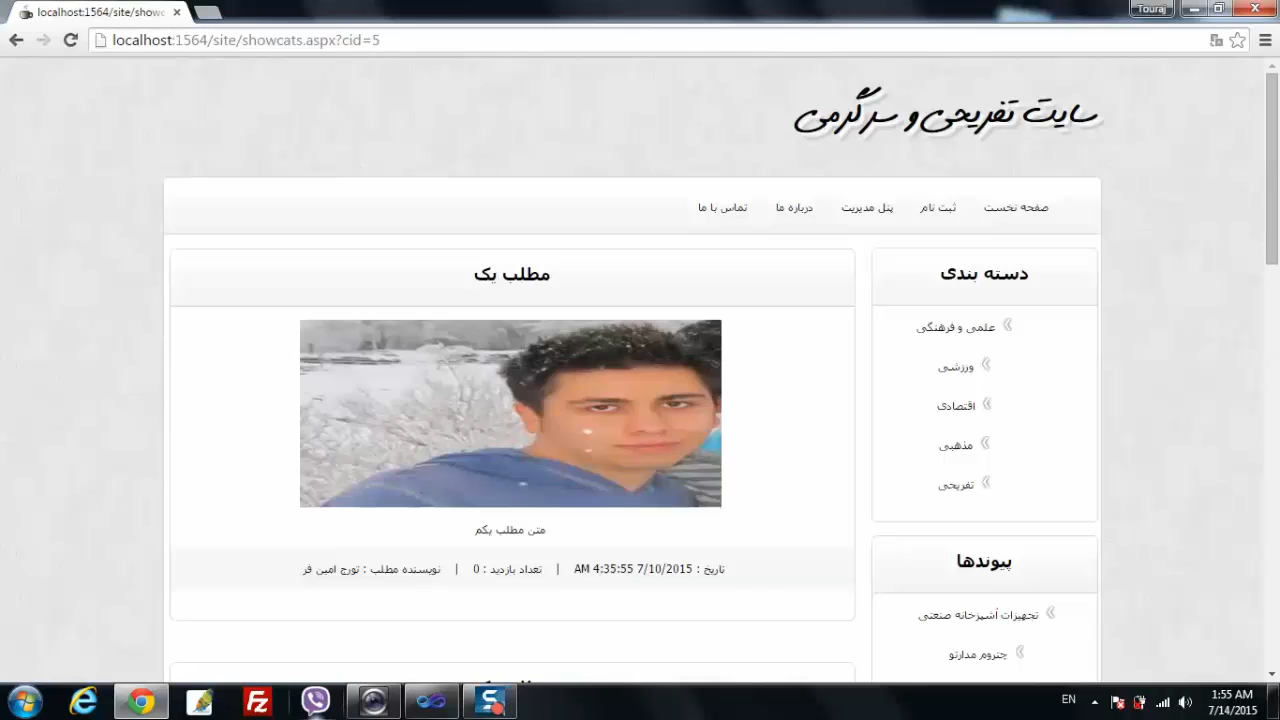 localhost:1564/site/showc
Touraj
localhost:1564/site/showcats.aspx?cid=5
سایت تفریحی و سرگرمی
صفحه نخست
ثبت نام
پنل مدیریت
درباره ما
تماس با ما
دسته بندی
علمی و فرهنگی
ورزشی
اقتصادی
مذهبی
تفریحی
پیوندها
تجهیزات آشپزخانه صنعتی
چتروم مدارتو
مطلب یک
متن مطلب یکم
تاریخ : 7/10/2015 4:35:55 AM | تعداد بازدید : 0 | نویسنده مطلب : تورج امین فر
EN
1:55 AM
7/14/2015